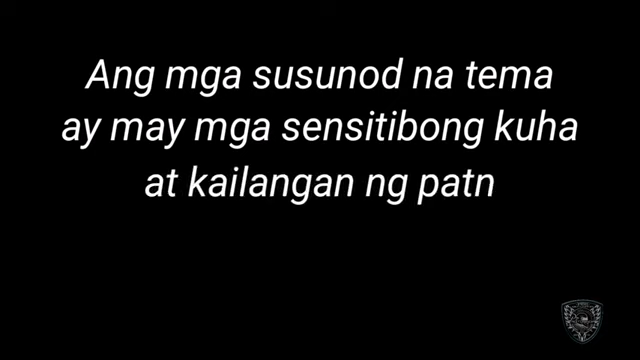 Ang mga susunod na tema
ay may mga sensitibong kuha
at kailangan ng patn